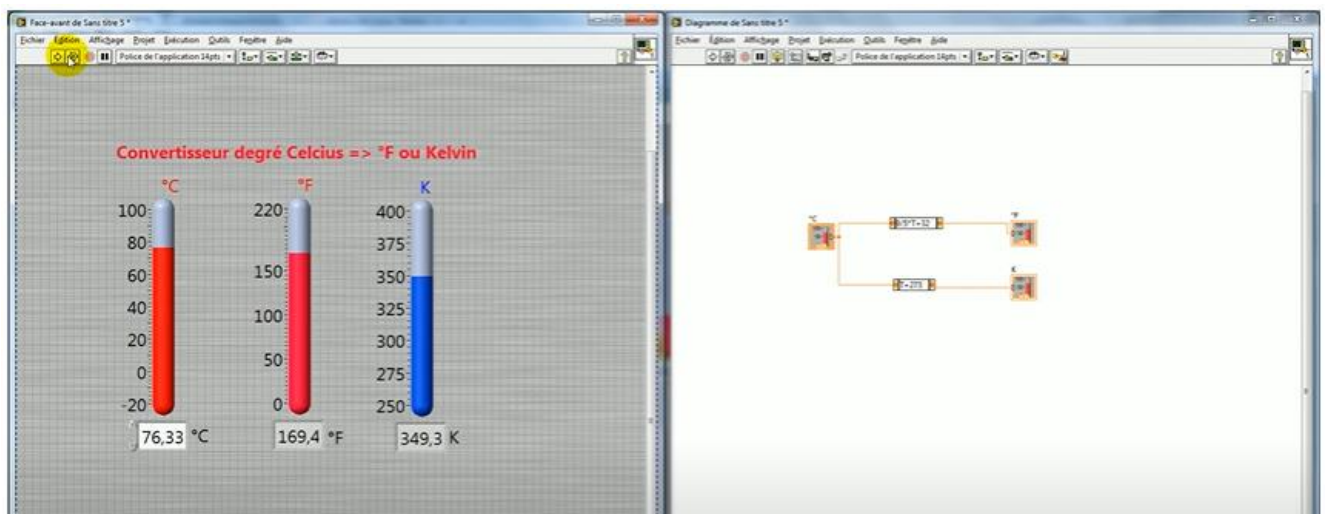 Face-avant de Sans titre 5 *
Fichier Edition Affichage Projet Exécution Outils Fenêtre Aide
Police de l'application 14pts
Convertisseur degré Celcius => °F ou Kelvin
°C °F K
100 220 400
80 375
60 150 350
40 100 325
20 300
0 50 275
-20 0 250
76,33 °C 169,4 °F 349,3 K
Diagramme de Sans titre 5 *
Fichier Edition Affichage Projet Exécution Outils Fenêtre Aide
Police de l'application 14pts
°C °F
K